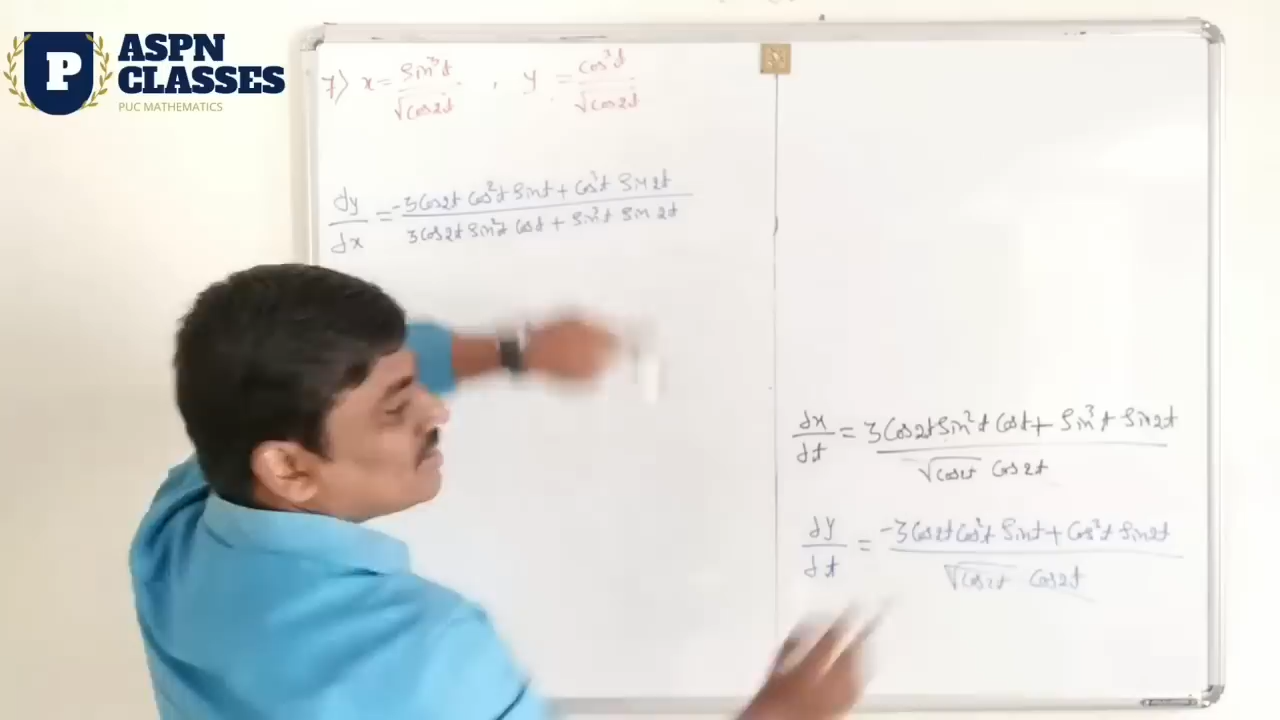 P
ASPN
CLASSES
PUC MATHEMATICS
7) x = sin³t / √cos2t , y = cos³t / √cos2t
dy/dx = -3cos2t cos²t sint + cos³t sin2t / 3cos2t sin²t cost + sin³t sin2t
dx/dt = 3cos2t sin²t cost + sin³t sin2t / √cos2t cos2t
dy/dt = -3cos2t cos²t sint + cos³t sin2t / √cos2t cos2t